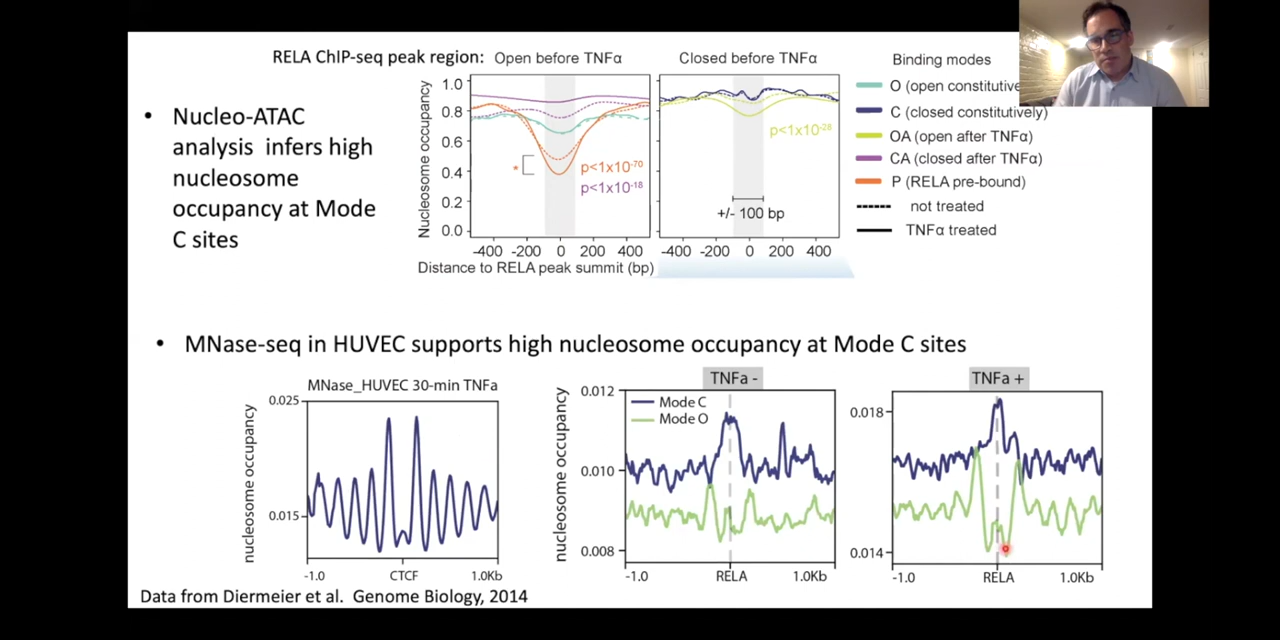 RELA ChIP-seq peak region: Open before TNFα Closed before TNFα
Binding modes
O (open constitutive
C (closed constitutively)
OA (open after TNFα)
CA (closed after TNFα)
P (RELA pre-bound)
not treated
TNFα treated
• Nucleo-ATAC
analysis infers high
nucleosome
occupancy at Mode
C sites
Nucleosome occupancy
1.0
0.8
0.6
0.4
0.2
0.0
*
p<1x10-70
p<1x10-18
p<1x10-28
+/- 100 bp
-400 -200 0 200 400
-400 -200 0 200 400
Distance to RELA peak summit (bp)
• MNase-seq in HUVEC supports high nucleosome occupancy at Mode C sites
MNase_HUVEC 30-min TNFa
nucleosome occupancy
0.025
0.015
-1.0 CTCF 1.0Kb
TNFa -
nucleosome occupancy
0.012
0.010
0.008
Mode C
Mode O
-1.0 RELA 1.0Kb
TNFa +
0.018
0.014
-1.0 RELA 1.0Kb
Data from Diermeier et al. Genome Biology, 2014